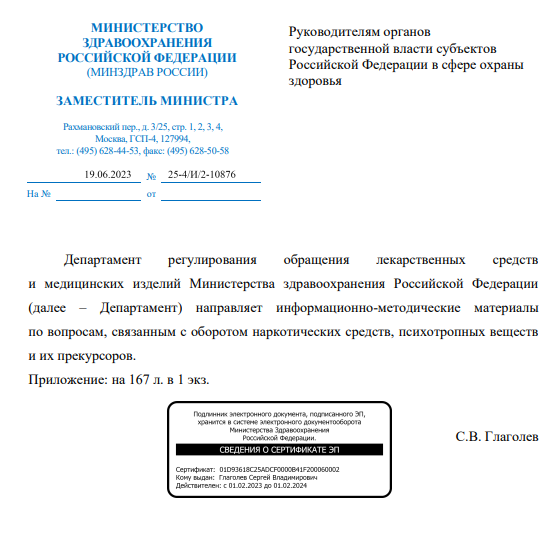 МИНИСТЕРСТВО
ЗДРАВООХРАНЕНИЯ
РОССИЙСКОЙ ФЕДЕРАЦИИ
(МИНЗДРАВ РОССИИ)
ЗАМЕСТИТЕЛЬ МИНИСТРА
Рахмановский пер., д. 3/25, стр. 1, 2, 3, 4,
Москва, ГСП-4, 127994,
тел.: (495) 628-44-53, факс: (495) 628-50-58
19.06.2023 № 25-4/И/2-10876
На № от
Руководителям органов
государственной власти субъектов
Российской Федерации в сфере охраны
здоровья
Департамент регулирования обращения лекарственных средств
и медицинских изделий Министерства здравоохранения Российской Федерации
(далее – Департамент) направляет информационно-методические материалы
по вопросам, связанным с оборотом наркотических средств, психотропных веществ
и их прекурсоров.
Приложение: на 167 л. в 1 экз.
Подлинник электронного документа, подписанного ЭП,
хранится в системе электронного документооборота
Министерства Здравоохранения
Российской Федерации.
СВЕДЕНИЯ О СЕРТИФИКАТЕ ЭП
Сертификат: 01D93618C25ADCF0000B41F200060002
Кому выдан: Глаголев Сергей Владимирович
Действителен: с 01.02.2023 до 01.02.2024
С.В. Глаголев